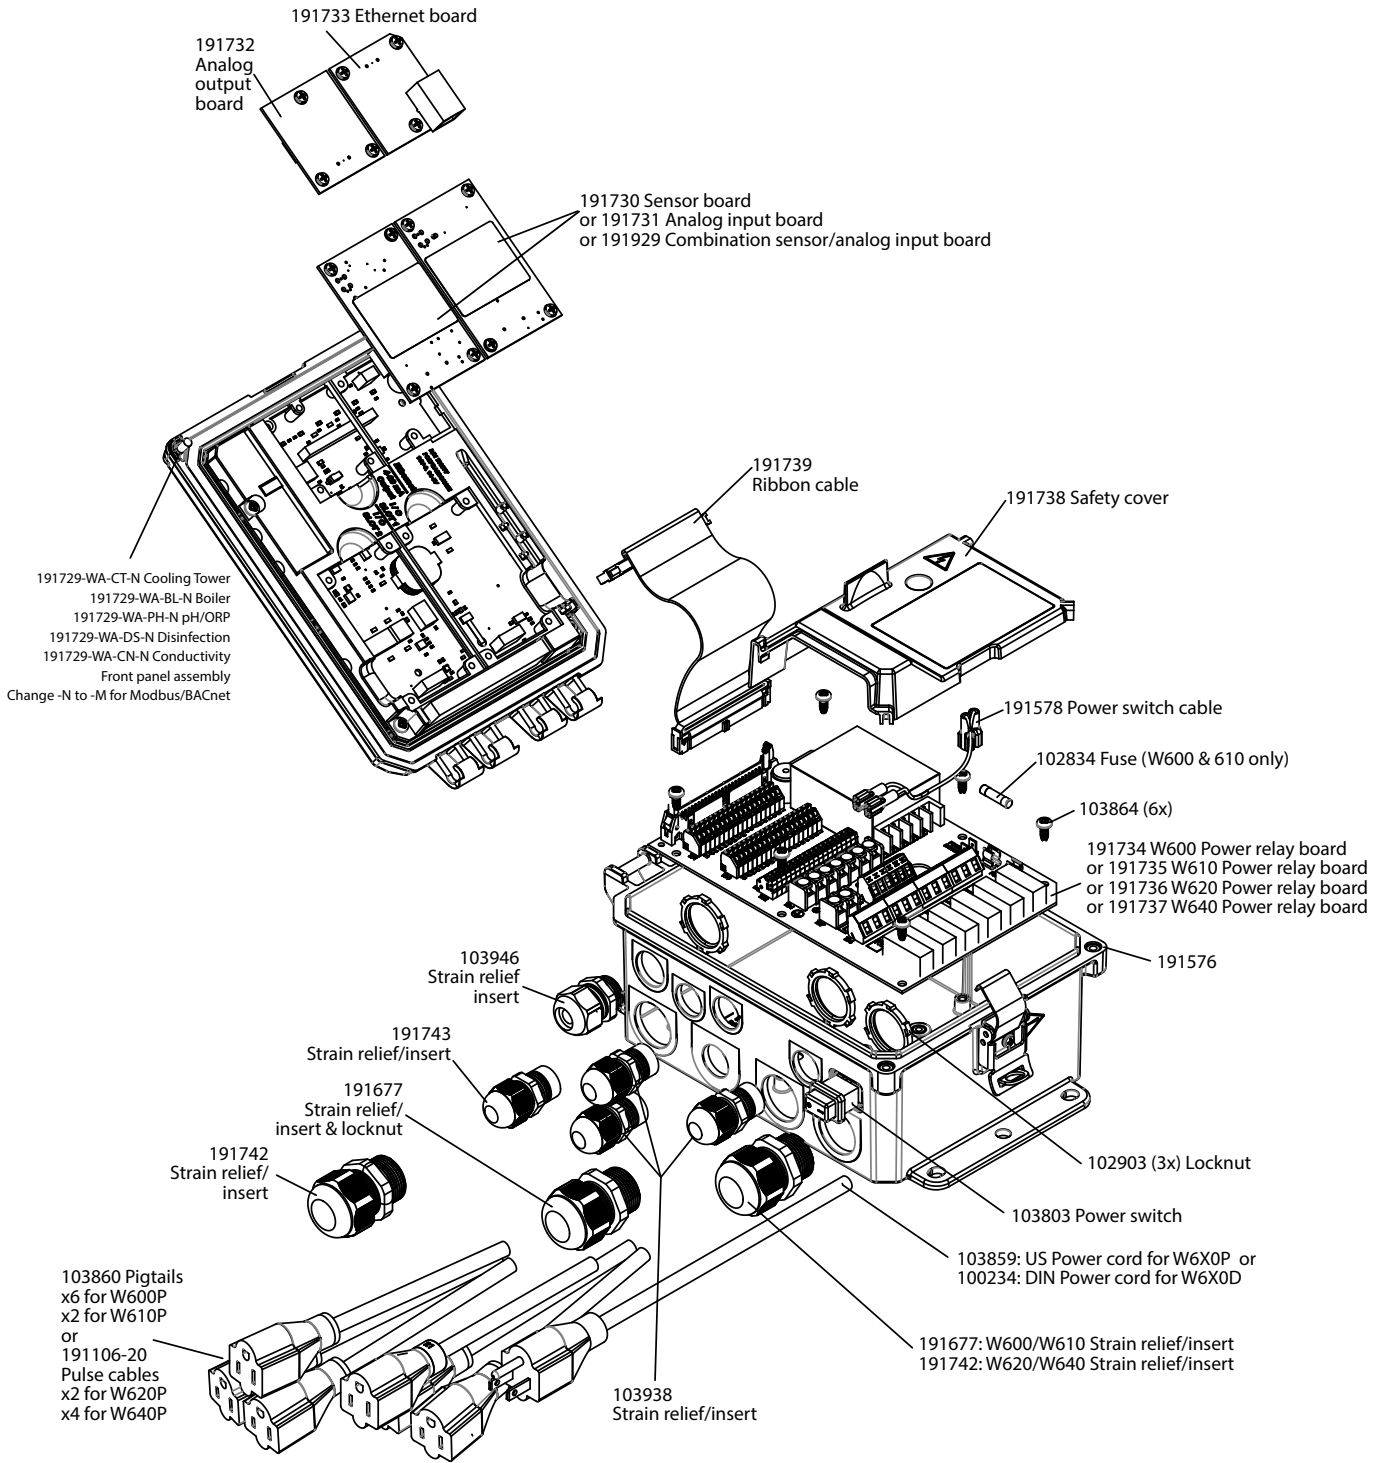 191733 Ethernet board
191732
Analog
output
board
191730 Sensor board
or 191731 Analog input board
or 191929 Combination sensor/analog input board
191739
Ribbon cable
191738 Safety cover
191729-WA-CT-N Cooling Tower
191729-WA-BL-N Boiler
191729-WA-PH-N pH/ORP
191729-WA-DS-N Disinfection
191729-WA-CN-N Conductivity
Front panel assembly
Change -N to -M for Modbus/BACnet
191578 Power switch cable
102834 Fuse (W600 & 610 only)
103864 (6x)
191734 W600 Power relay board
or 191735 W610 Power relay board
or 191736 W620 Power relay board
or 191737 W640 Power relay board
191576
103946
Strain relief
insert
191743
Strain relief/insert
191677
Strain relief/
insert & locknut
191742
Strain relief/
insert
102903 (3x) Locknut
103803 Power switch
103859: US Power cord for W6X0P or
100234: DIN Power cord for W6X0D
103860 Pigtails
x6 for W600P
x2 for W610P
or
191106-20
Pulse cables
x2 for W620P
x4 for W640P
191677: W600/W610 Strain relief/insert
191742: W620/W640 Strain relief/insert
103938
Strain relief/insert